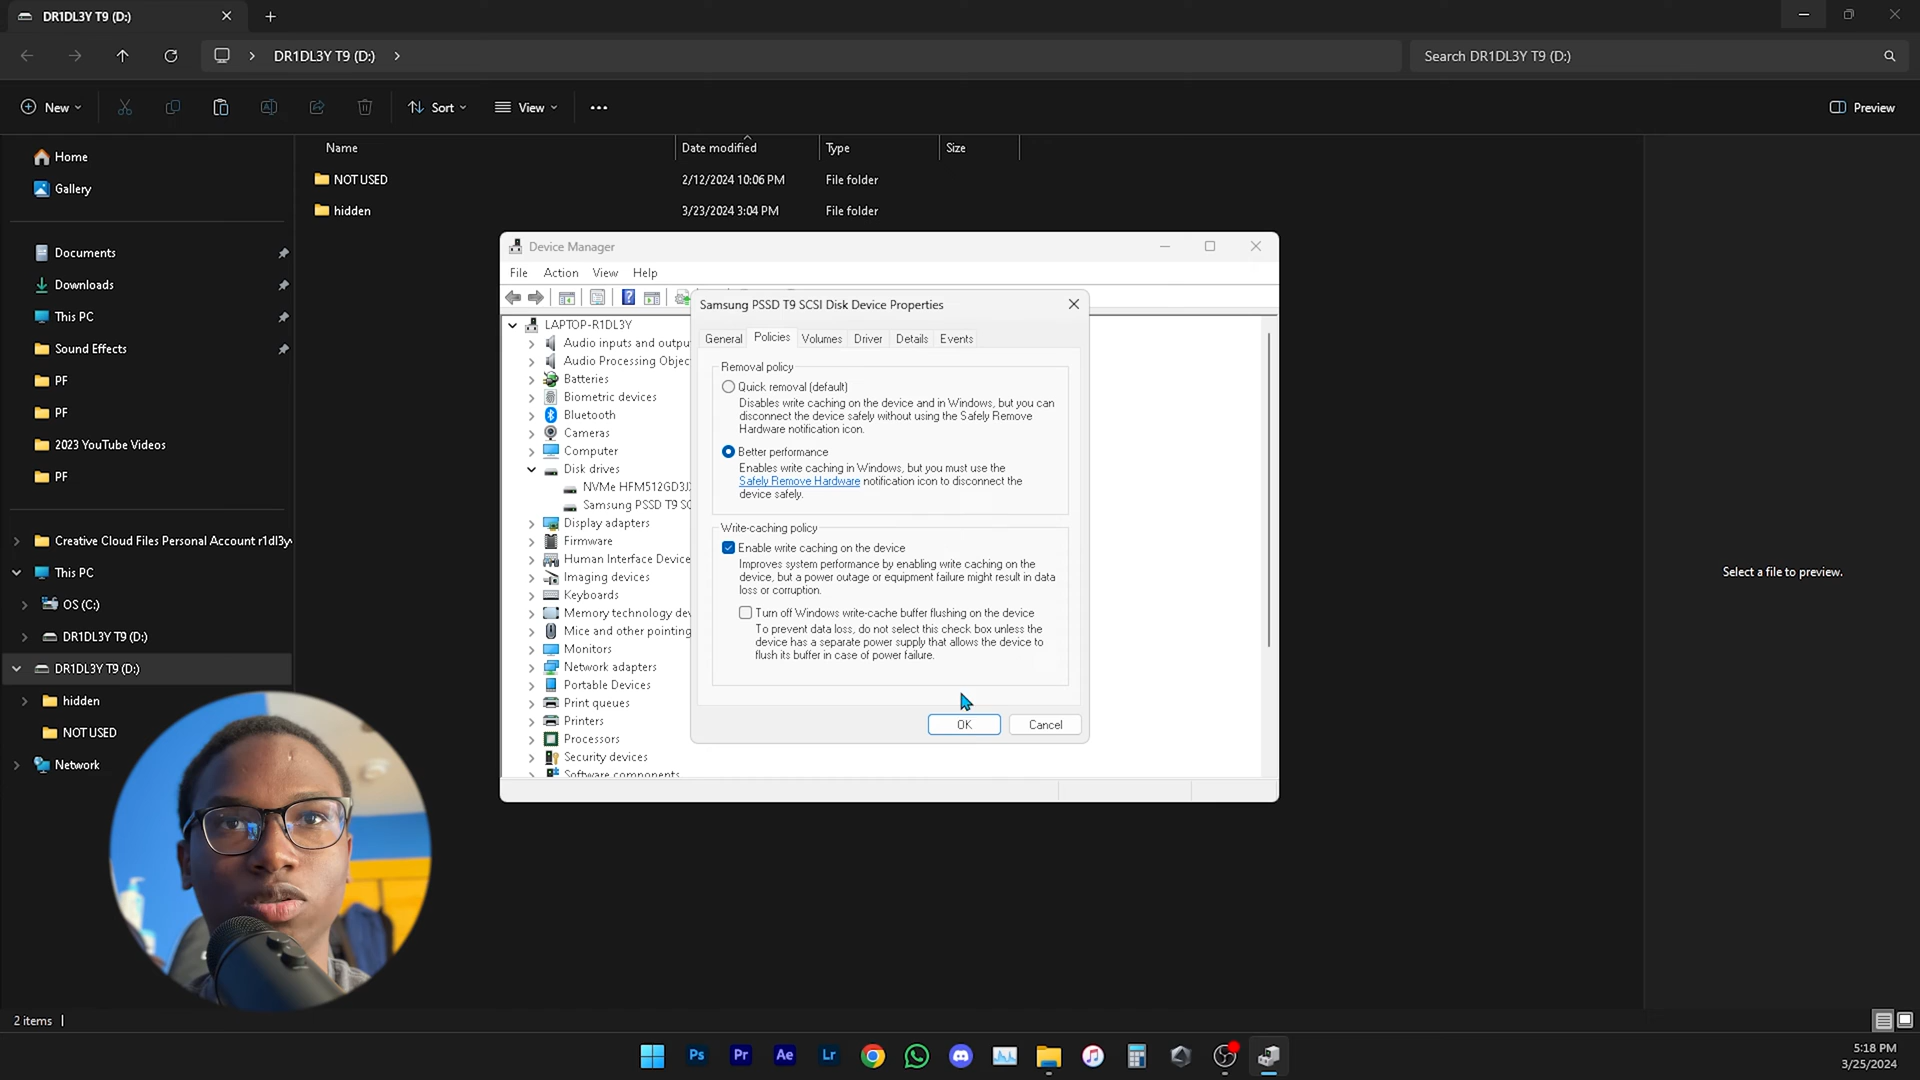 DR1DL3Y T9 (D:)
DR1DL3Y T9 (D:)
Search DR1DL3Y T9 (D:)
New
Sort
View
Preview
Name
Date modified
Type
Size
Home
Gallery
Documents
Downloads
This PC
Sound Effects
PF
PF
2023 YouTube Videos
PF
Creative Cloud Files Personal Account r1dl3y
This PC
OS (C:)
DR1DL3Y T9 (D:)
DR1DL3Y T9 (D:)
hidden
NOT USED
Network
NOT USED 2/12/2024 10:06 PM File folder
hidden 3/23/2024 3:04 PM File folder
Device Manager
File Action View Help
LAPTOP-R1DL3Y
Audio inputs and outpu
Audio Processing Objec
Batteries
Biometric devices
Bluetooth
Cameras
Computer
Disk drives
NVMe HFM512GD3J
Samsung PSSD T9 SC
Display adapters
Firmware
Human Interface Device
Imaging devices
Keyboards
Memory technology dev
Mice and other pointing
Monitors
Network adapters
Portable Devices
Print queues
Printers
Processors
Security devices
Software components
Samsung PSSD T9 SCSI Disk Device Properties
General Policies Volumes Driver Details Events
Removal policy
Quick removal (default)
Disables write caching on the device and in Windows, but you can
disconnect the device safely without using the Safely Remove
Hardware notification icon.
Better performance
Enables write caching in Windows, but you must use the
Safely Remove Hardware notification icon to disconnect the
device safely.
Write-caching policy
Enable write caching on the device
Improves system performance by enabling write caching on the
device, but a power outage or equipment failure might result in data
loss or corruption.
Turn off Windows write-cache buffer flushing on the device
To prevent data loss, do not select this check box unless the
device has a separate power supply that allows the device to
flush its buffer in case of power failure.
OK Cancel
Select a file to preview.
2 items
Ps
Pr
Ae
Lr
5:18 PM
3/25/2024